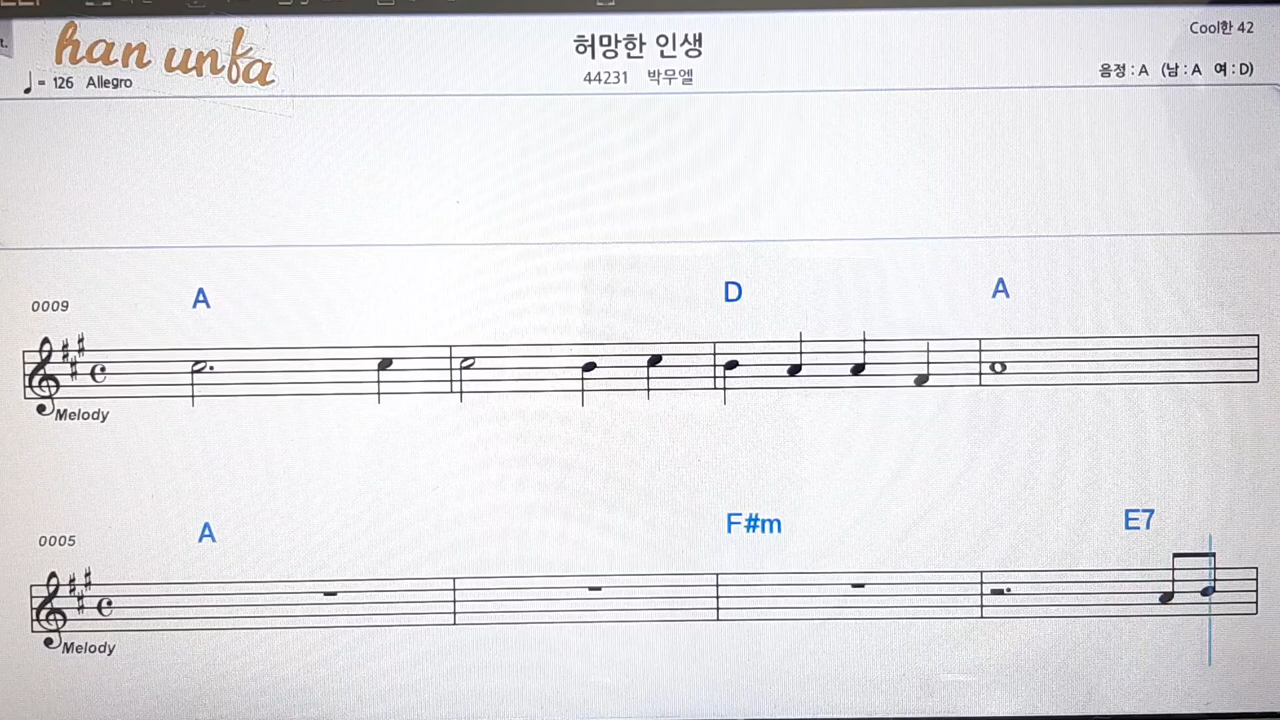 t.
han unfa
♩= 126 Allegro
허망한 인생
44231 박무엘
Cool한 42
음정 : A (남 : A 여 : D)
0009
A D A
Melody
0005
A F#m E7
Melody